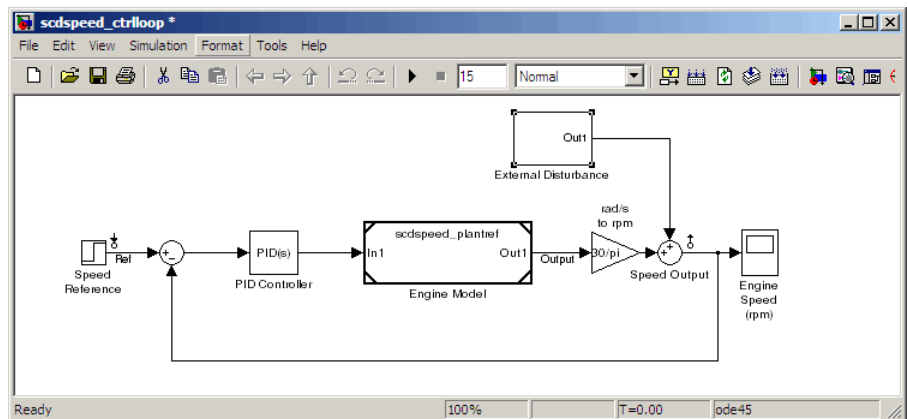 scdspeed_ctrlloop *
File Edit View Simulation Format Tools Help
15 Normal
Out1
External Disturbance
rad/s
to rpm
scdspeed_plantref
Ref
PID(s)
In1
Out1
Output
30/pi
Speed
Reference
PID Controller
Engine Model
Speed Output
Engine
Speed
(rpm)
Ready 100% T=0.00 ode45